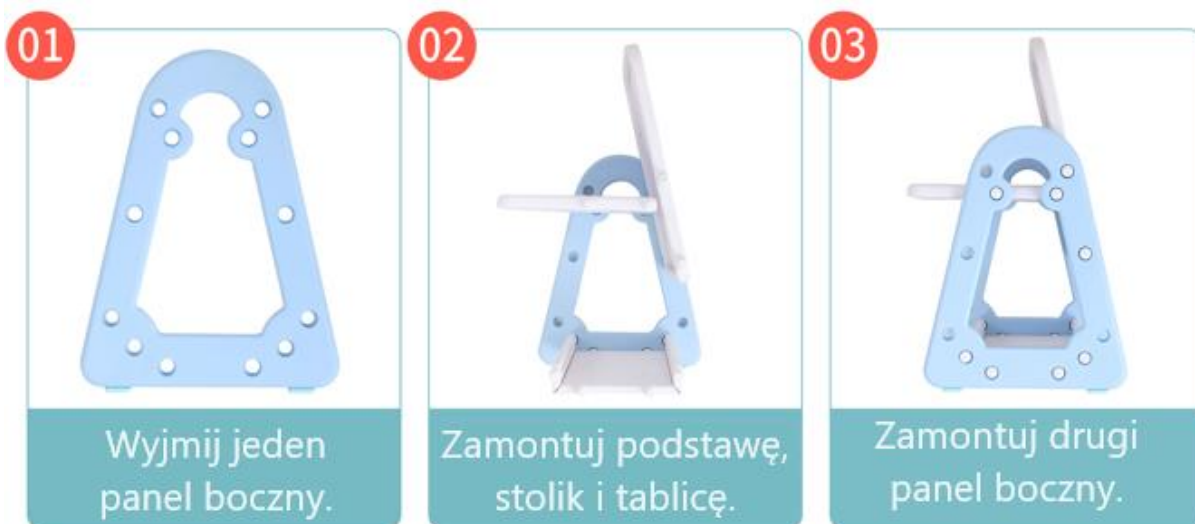 01
Wyjmij jeden
panel boczny.
02
Zamontuj podstawę,
stolik i tablicę.
03
Zamontuj drugi
panel boczny.